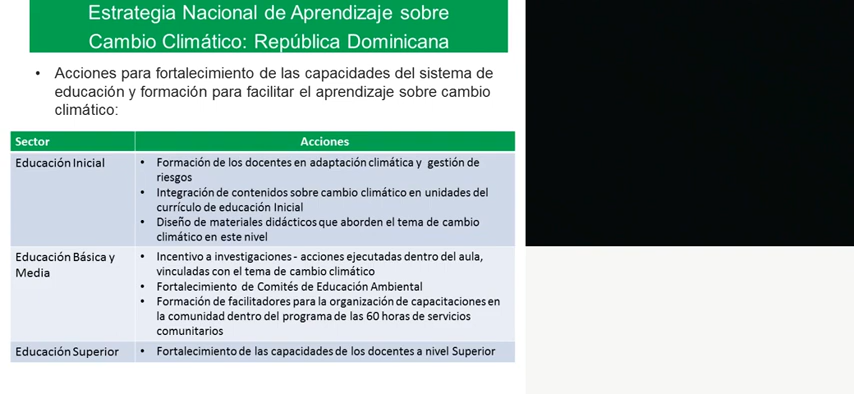 Estrategia Nacional de Aprendizaje sobre
Cambio Climático: República Dominicana
• Acciones para fortalecimiento de las capacidades del sistema de
educación y formación para facilitar el aprendizaje sobre cambio
climático:
Sector Acciones
Educación Inicial
• Formación de los docentes en adaptación climática y gestión de
riesgos
• Integración de contenidos sobre cambio climático en unidades del
currículo de educación Inicial
• Diseño de materiales didácticos que aborden el tema de cambio
climático en este nivel
Educación Básica y
Media
• Incentivo a investigaciones - acciones ejecutadas dentro del aula,
vinculadas con el tema de cambio climático
• Fortalecimiento de Comités de Educación Ambiental
• Formación de facilitadores para la organización de capacitaciones en
la comunidad dentro del programa de las 60 horas de servicios
comunitarios
Educación Superior
• Fortalecimiento de las capacidades de los docentes a nivel Superior